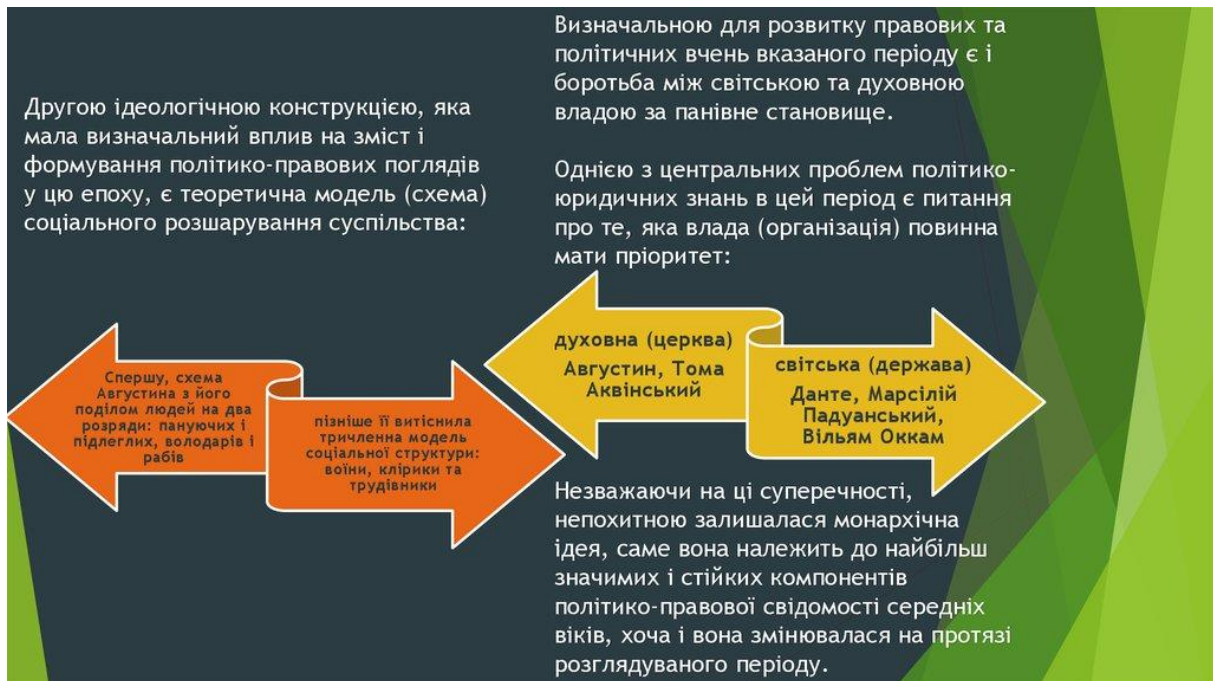 Другою ідеологічною конструкцією, яка
мала визначальний вплив на зміст і
формування політико-правових поглядів
у цю епоху, є теоретична модель (схема)
соціального розшарування суспільства:
Спершу, схема
Августина з його
поділом людей на два
розряди: пануючих і
підлеглих, володарів і
рабів
пізніше її витіснила
тричленна модель
соціальної структури:
воїни, клірики та
трудівники
Визначальною для розвитку правових та
політичних вчень вказаного періоду є і
боротьба між світською та духовною
владою за панівне становище.
Однією з центральних проблем політико-
юридичних знань в цей період є питання
про те, яка влада (організація) повинна
мати пріоритет:
духовна (церква)
Августин, Тома
Аквінський
світська (держава)
Данте, Марсілій
Падуанський,
Вільям Оккам
Незважаючи на ці суперечності,
непохитною залишалася монархічна
ідея, саме вона належить до найбільш
значимих і стійких компонентів
політико-правової свідомості середніх
віків, хоча і вона змінювалася на протязі
розглядуваного періоду.